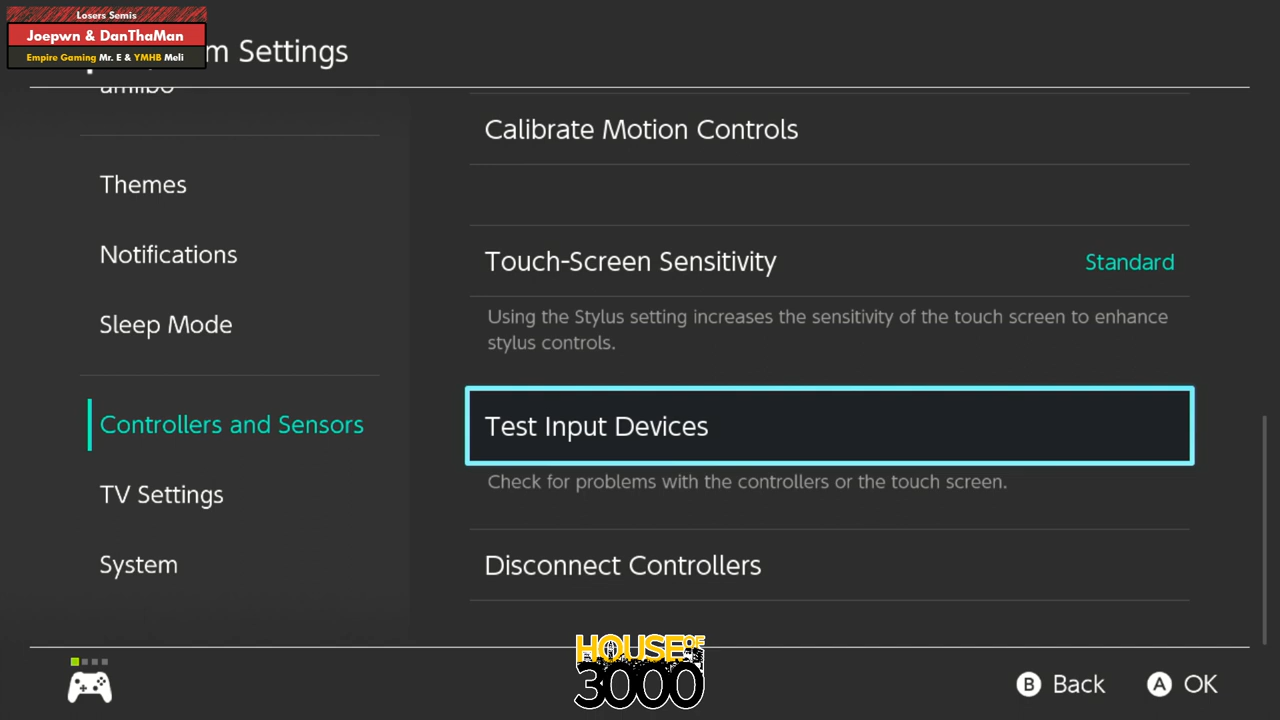 Losers Semis
Joepwn & DanThaMan
Empire Gaming Mr. E & YMHB Meli
m Settings
amiibo
Themes
Notifications
Sleep Mode
Controllers and Sensors
TV Settings
System
Calibrate Motion Controls
Touch-Screen Sensitivity Standard
Using the Stylus setting increases the sensitivity of the touch screen to enhance
stylus controls.
Test Input Devices
Check for problems with the controllers or the touch screen.
Disconnect Controllers
HOUSE OF
3000
B Back A OK